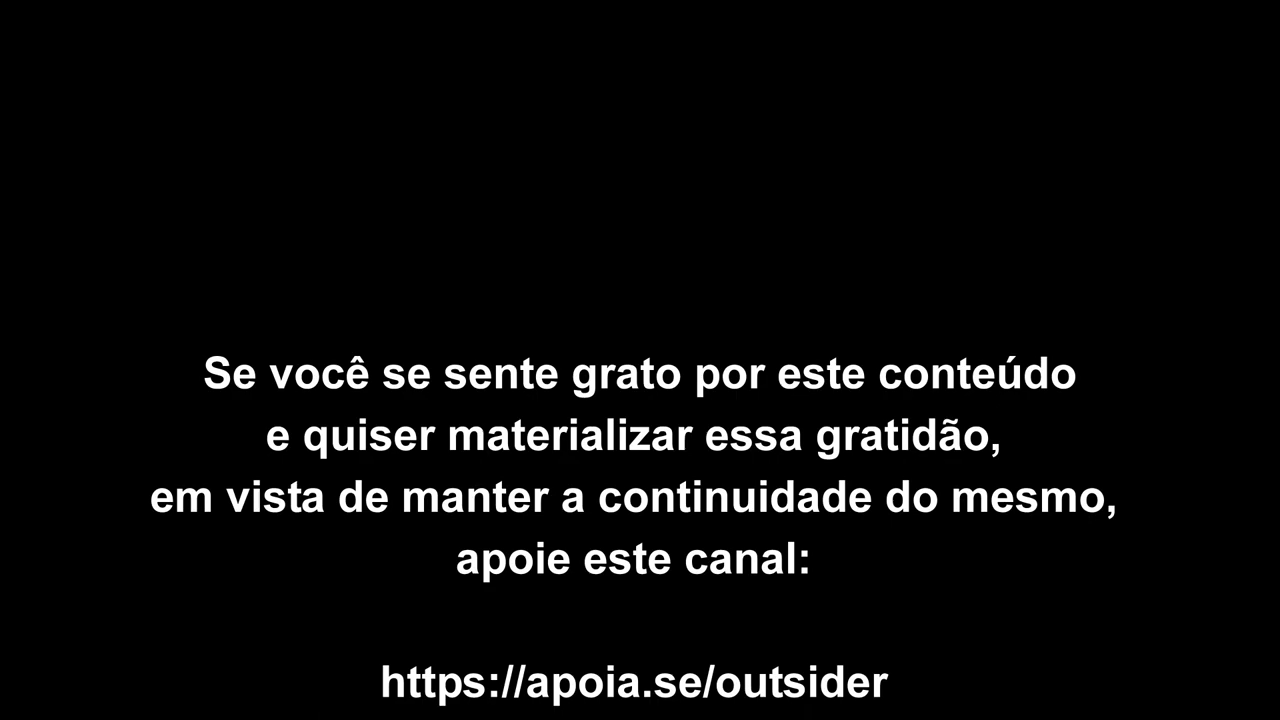 Se você se sente grato por este conteúdo
e quiser materializar essa gratidão,
em vista de manter a continuidade do mesmo,
apoie este canal:
https://apoia.se/outsider